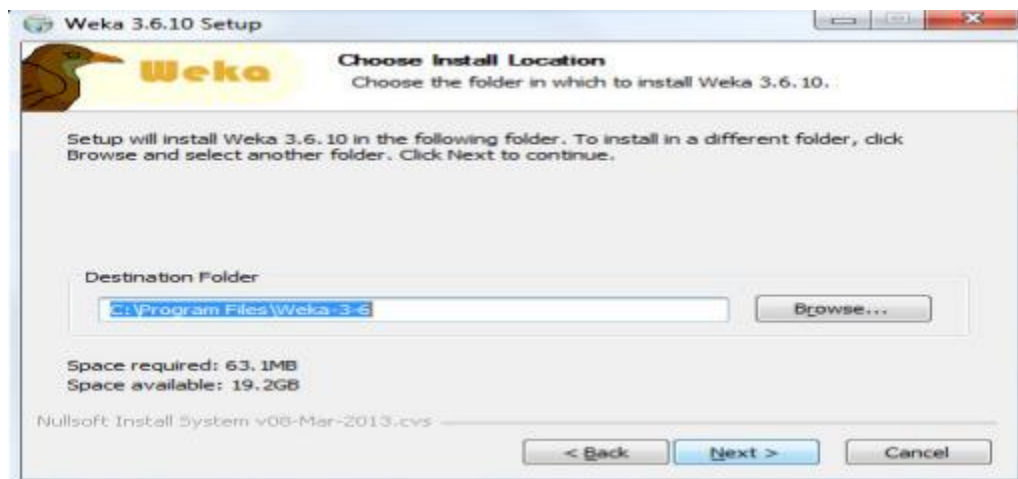 Weka 3.6.10 Setup
Weka
Choose Install Location
Choose the folder in which to install Weka 3.6.10.
Setup will install Weka 3.6.10 in the following folder. To install in a different folder, click
Browse and select another folder. Click Next to continue.
Destination Folder
C:\Program Files\Weka-3-6
Browse...
Space required: 63.1MB
Space available: 19.2GB
Nullsoft Install System v08-Mar-2013.cvs
< Back
Next >
Cancel